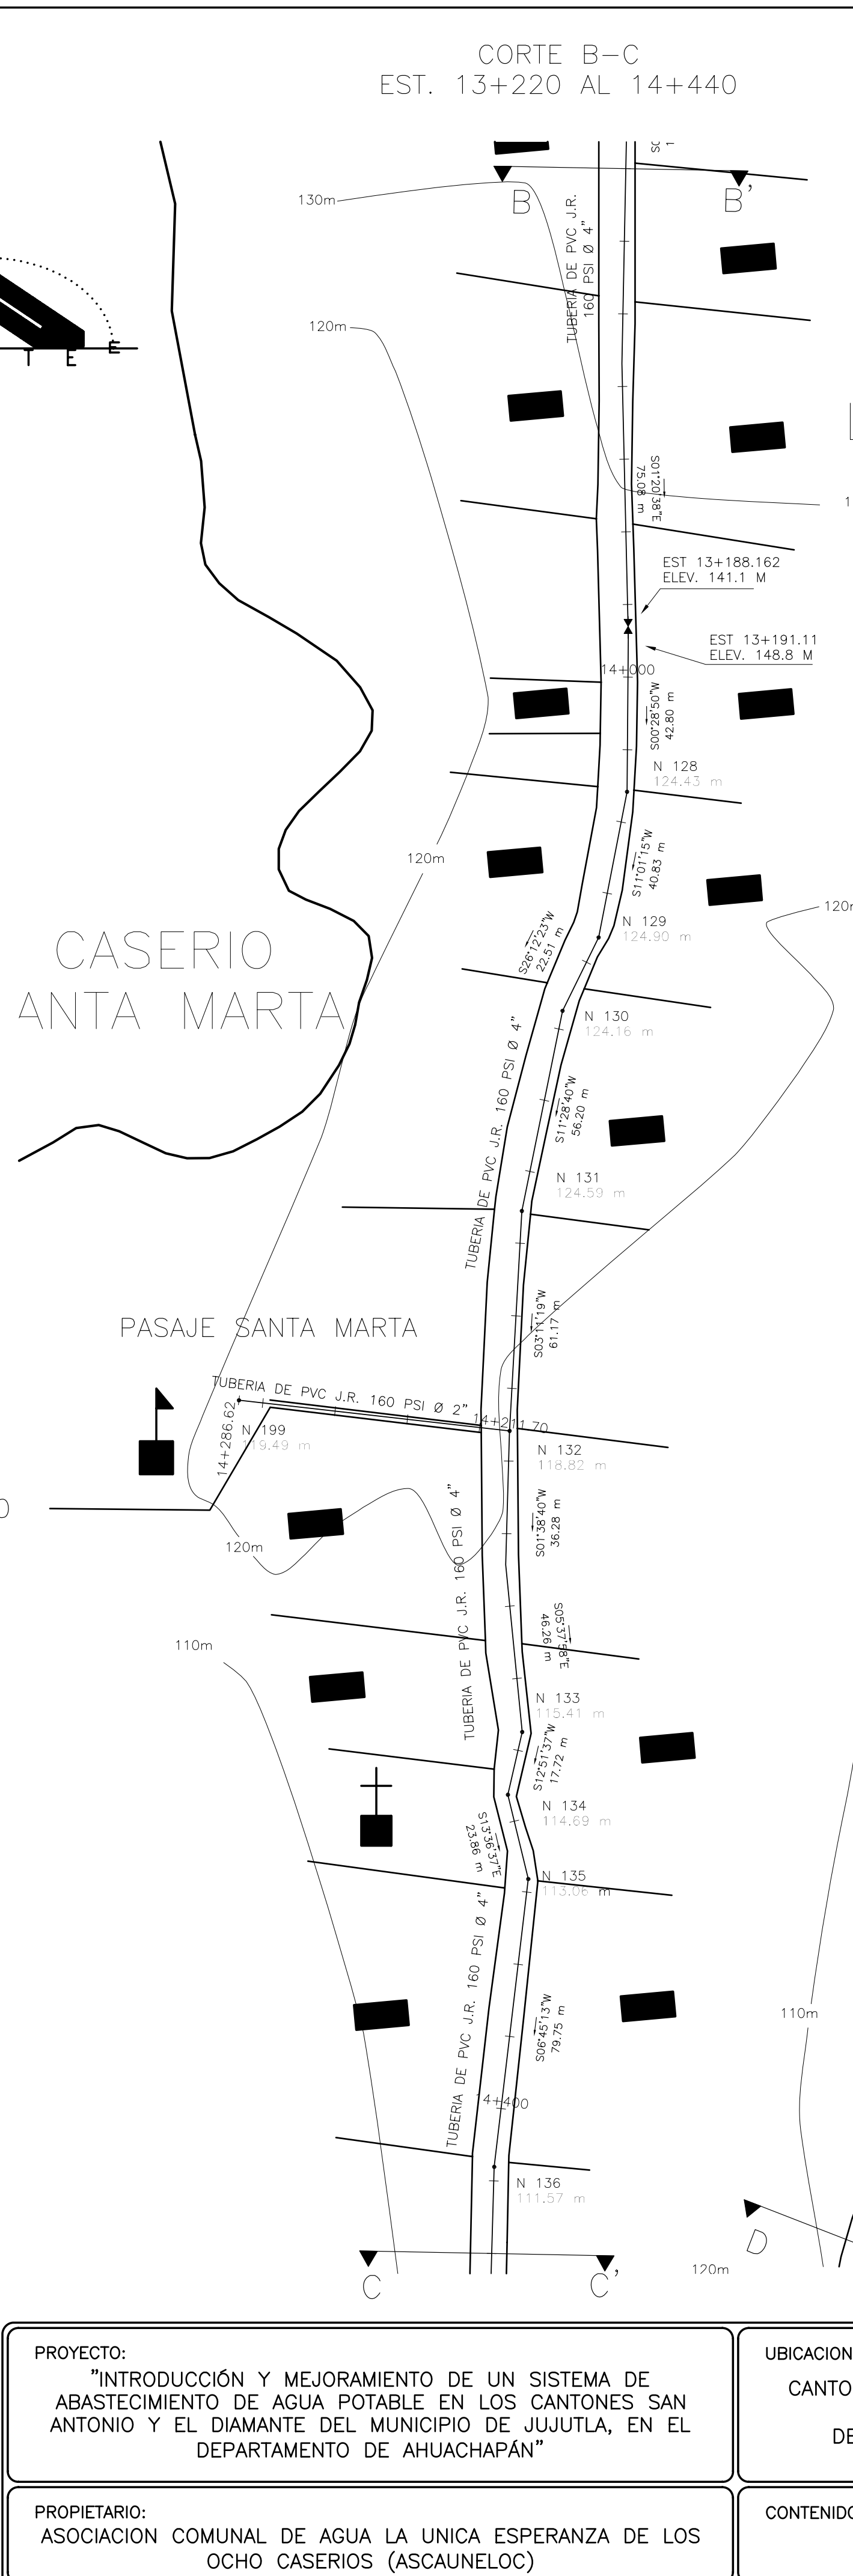 CORTE B-C
EST. 13+220 AL 14+440
130m
B
B'
TUBERIA DE PVC J.R.
160 PSI Ø 4"
T E E
120m
S01°20'38"E
75.08 m
EST 13+188.162
ELEV. 141.1 M
EST 13+191.11
ELEV. 148.8 M
14+000
S00°28'50"W
42.80 m
N 128
124.43 m
S11°01'15"W
40.83 m
120m
N 129
124.90 m
S26°12'23"W
22.51 m
CASERIO
ANTA MARTA
N 130
124.16 m
TUBERIA DE PVC J.R. 160 PSI Ø 4"
S11°28'40"W
56.20 m
N 131
124.59 m
S03°11'19"W
61.17 m
PASAJE SANTA MARTA
TUBERIA DE PVC J.R. 160 PSI Ø 2"
14+286.62
N 199
119.49 m
14+211.70
N 132
118.82 m
TUBERIA DE PVC J.R. 160 PSI Ø 4"
S01°38'40"W
36.28 m
120m
110m
S05°37'58"E
46.26 m
N 133
115.41 m
S12°51'37"W
17.72 m
N 134
114.69 m
S13°36'37"E
23.86 m
N 135
113.06 m
TUBERIA DE PVC J.R. 160 PSI Ø 4"
S06°45'13"W
79.75 m
110m
14+400
N 136
111.57 m
D
C
C'
120m
PROYECTO:
"INTRODUCCIÓN Y MEJORAMIENTO DE UN SISTEMA DE
ABASTECIMIENTO DE AGUA POTABLE EN LOS CANTONES SAN
ANTONIO Y EL DIAMANTE DEL MUNICIPIO DE JUJUTLA, EN EL
DEPARTAMENTO DE AHUACHAPÁN"
UBICACION
CANTO
DE
PROPIETARIO:
ASOCIACION COMUNAL DE AGUA LA UNICA ESPERANZA DE LOS
OCHO CASERIOS (ASCAUNELOC)
CONTENIDO